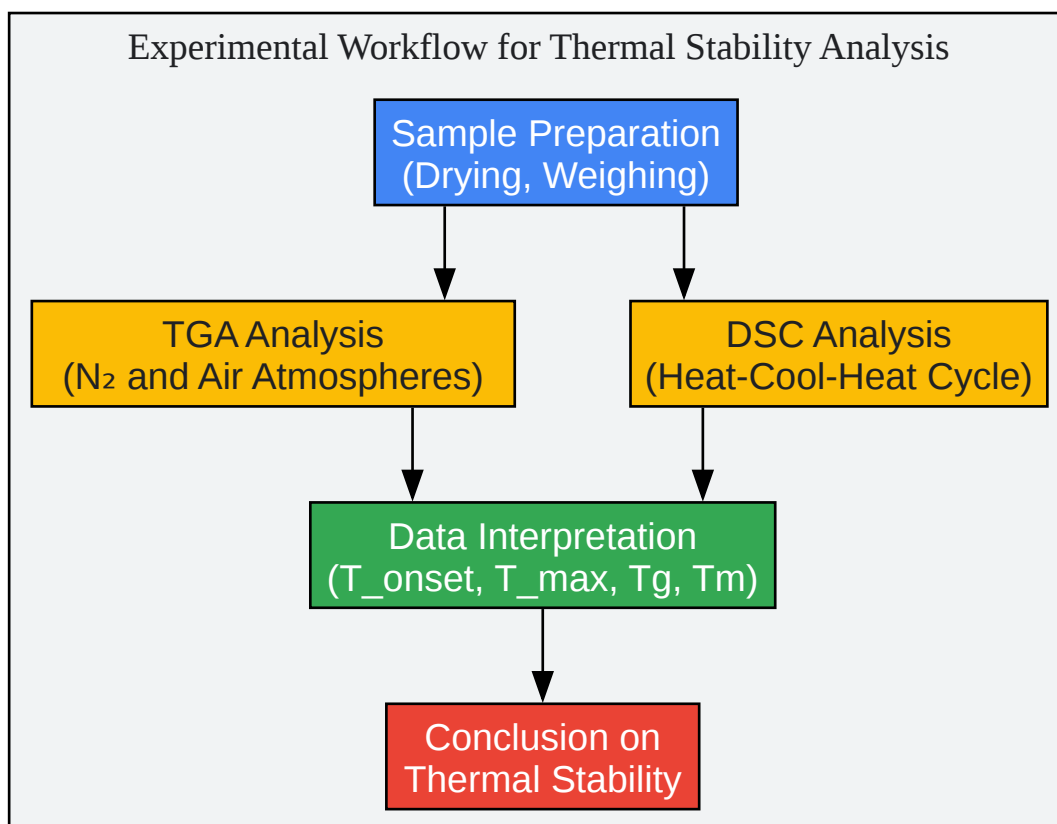 Experimental Workflow for Thermal Stability Analysis
Sample Preparation
(Drying, Weighing)
TGA Analysis
(N₂ and Air Atmospheres)
DSC Analysis
(Heat-Cool-Heat Cycle)
Data Interpretation
(T_onset, T_max, Tg, Tm)
Conclusion on
Thermal Stability